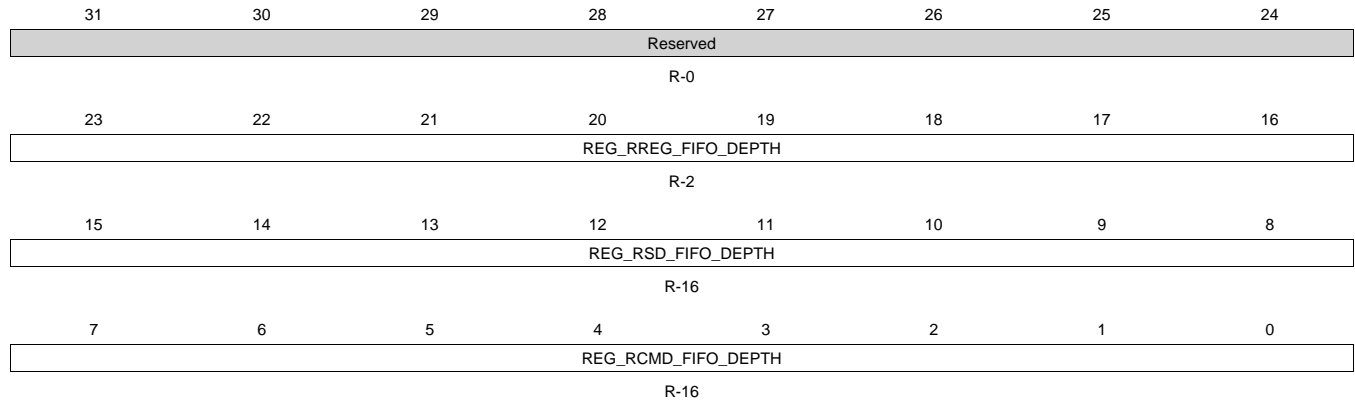 31 30 29 28 27 26 25 24
Reserved
R-0
23 22 21 20 19 18 17 16
REG_RREG_FIFO_DEPTH
R-2
15 14 13 12 11 10 9 8
REG_RSD_FIFO_DEPTH
R-16
7 6 5 4 3 2 1 0
REG_RCMD_FIFO_DEPTH
R-16